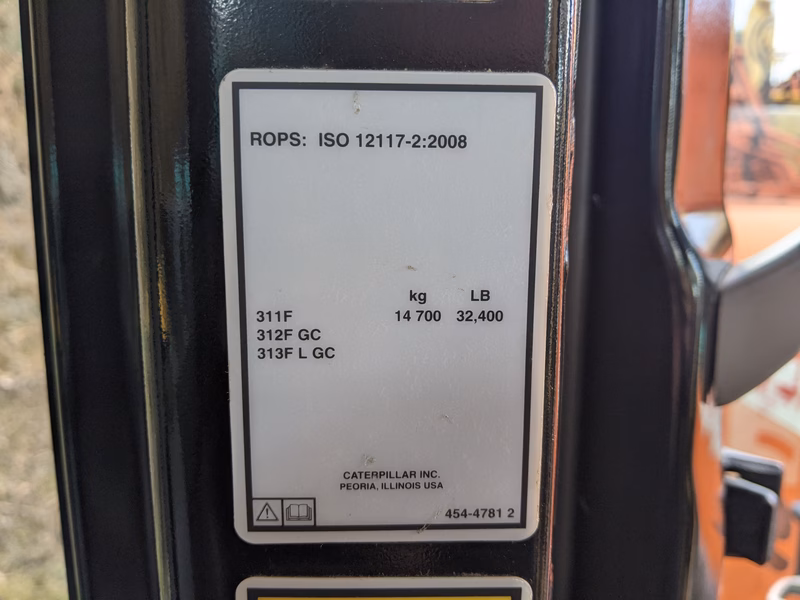 ROPS: ISO 12117-2:2008
kg LB
311F 14 700 32,400
312F GC
313F L GC
CATERPILLAR INC.
PEORIA, ILLINOIS USA
454-4781 2